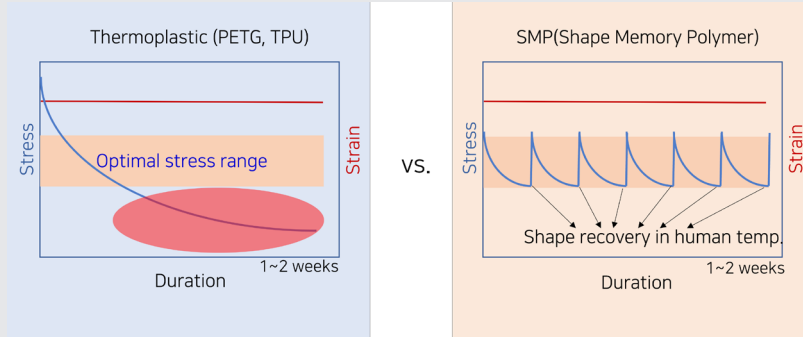 Thermoplastic (PETG, TPU)
Stress
Optimal stress range
Strain
1~2 weeks
Duration
vs.
SMP(Shape Memory Polymer)
Stress
Strain
Shape recovery in human temp.
1~2 weeks
Duration